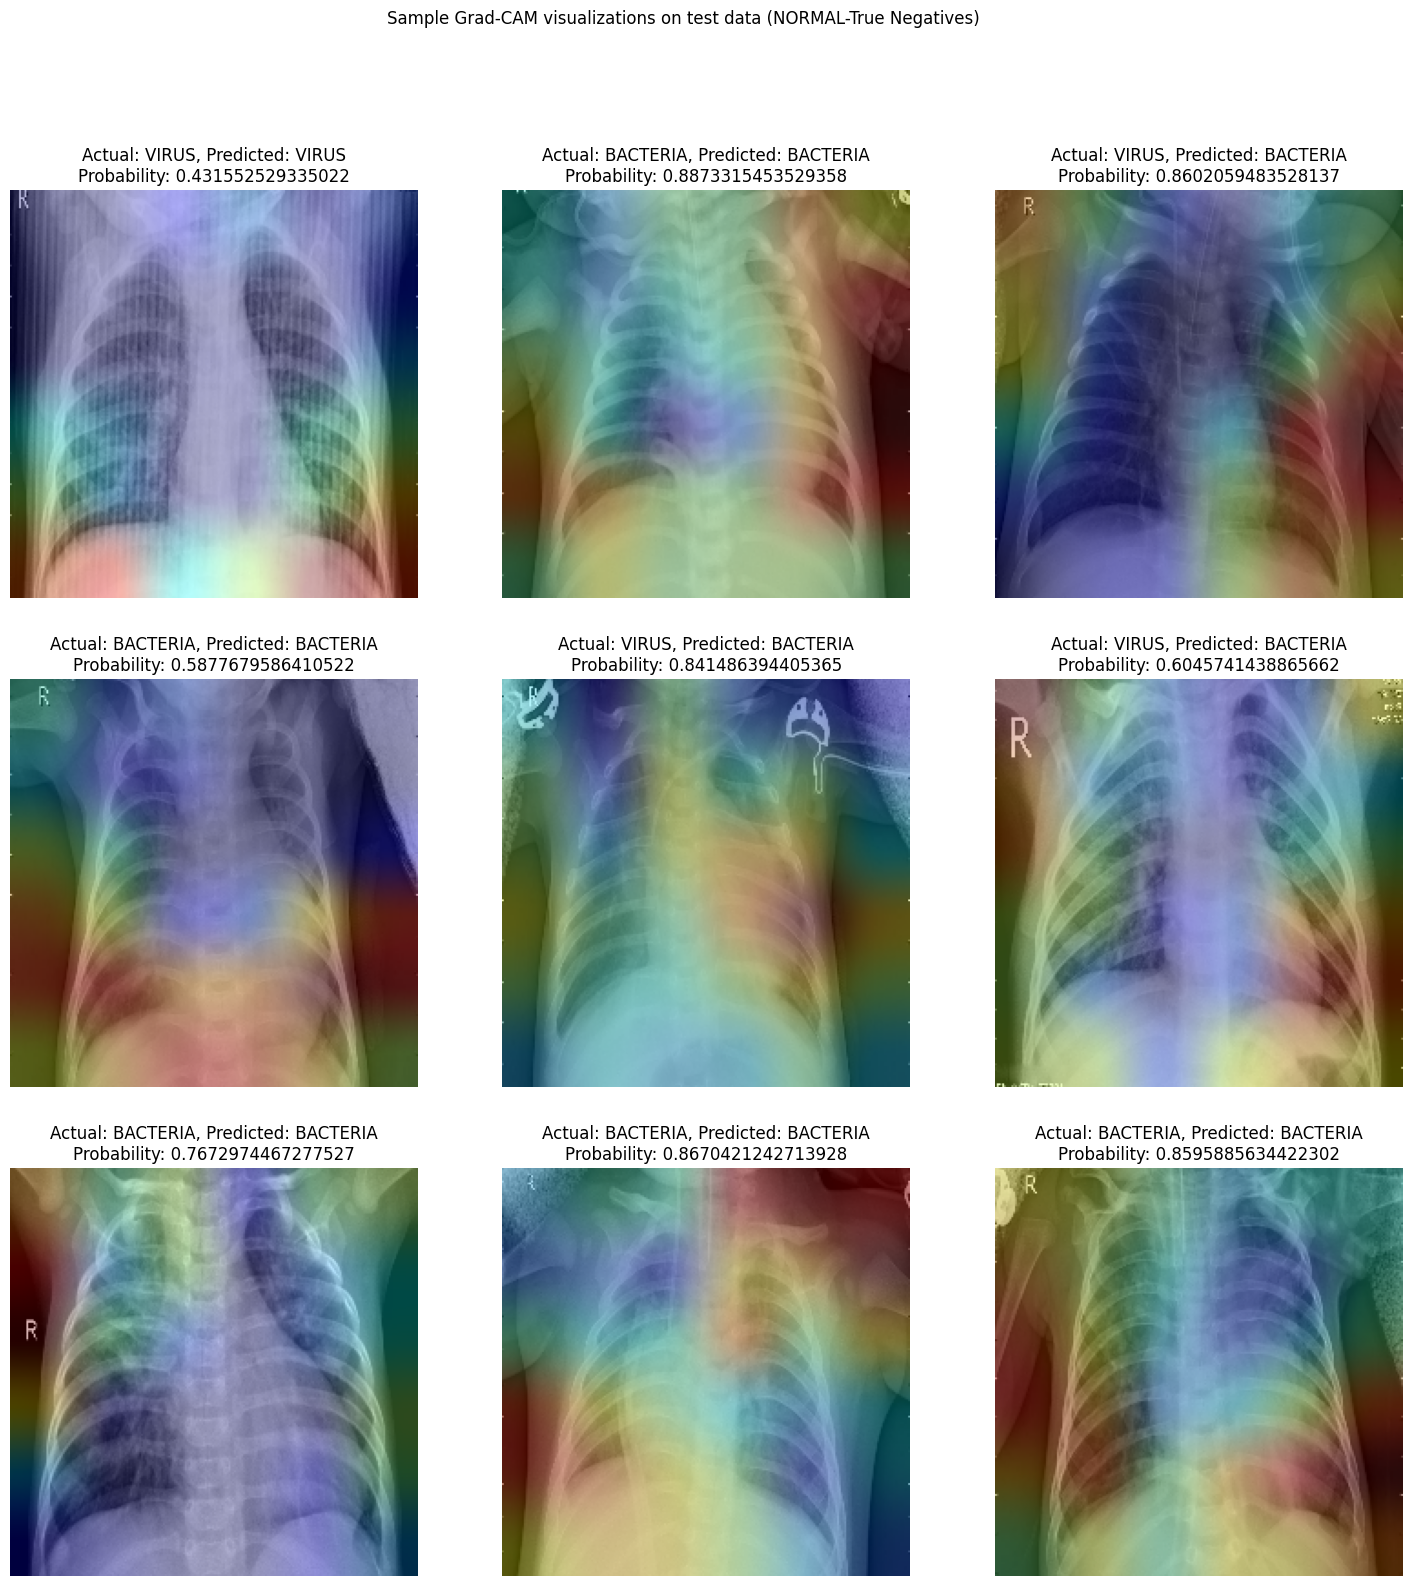 Sample Grad-CAM visualizations on test data (NORMAL-True Negatives)
Actual: VIRUS, Predicted: VIRUS
Probability: 0.431552529335022
Actual: BACTERIA, Predicted: BACTERIA
Probability: 0.8873315453529358
Actual: VIRUS, Predicted: BACTERIA
Probability: 0.8602059483528137
R
R
Actual: BACTERIA, Predicted: BACTERIA
Probability: 0.5877679586410522
Actual: VIRUS, Predicted: BACTERIA
Probability: 0.841486394405365
Actual: VIRUS, Predicted: BACTERIA
Probability: 0.6045741438865662
R
R
R
Actual: BACTERIA, Predicted: BACTERIA
Probability: 0.7672974467277527
Actual: BACTERIA, Predicted: BACTERIA
Probability: 0.8670421242713928
Actual: BACTERIA, Predicted: BACTERIA
Probability: 0.8595885634422302
R
R